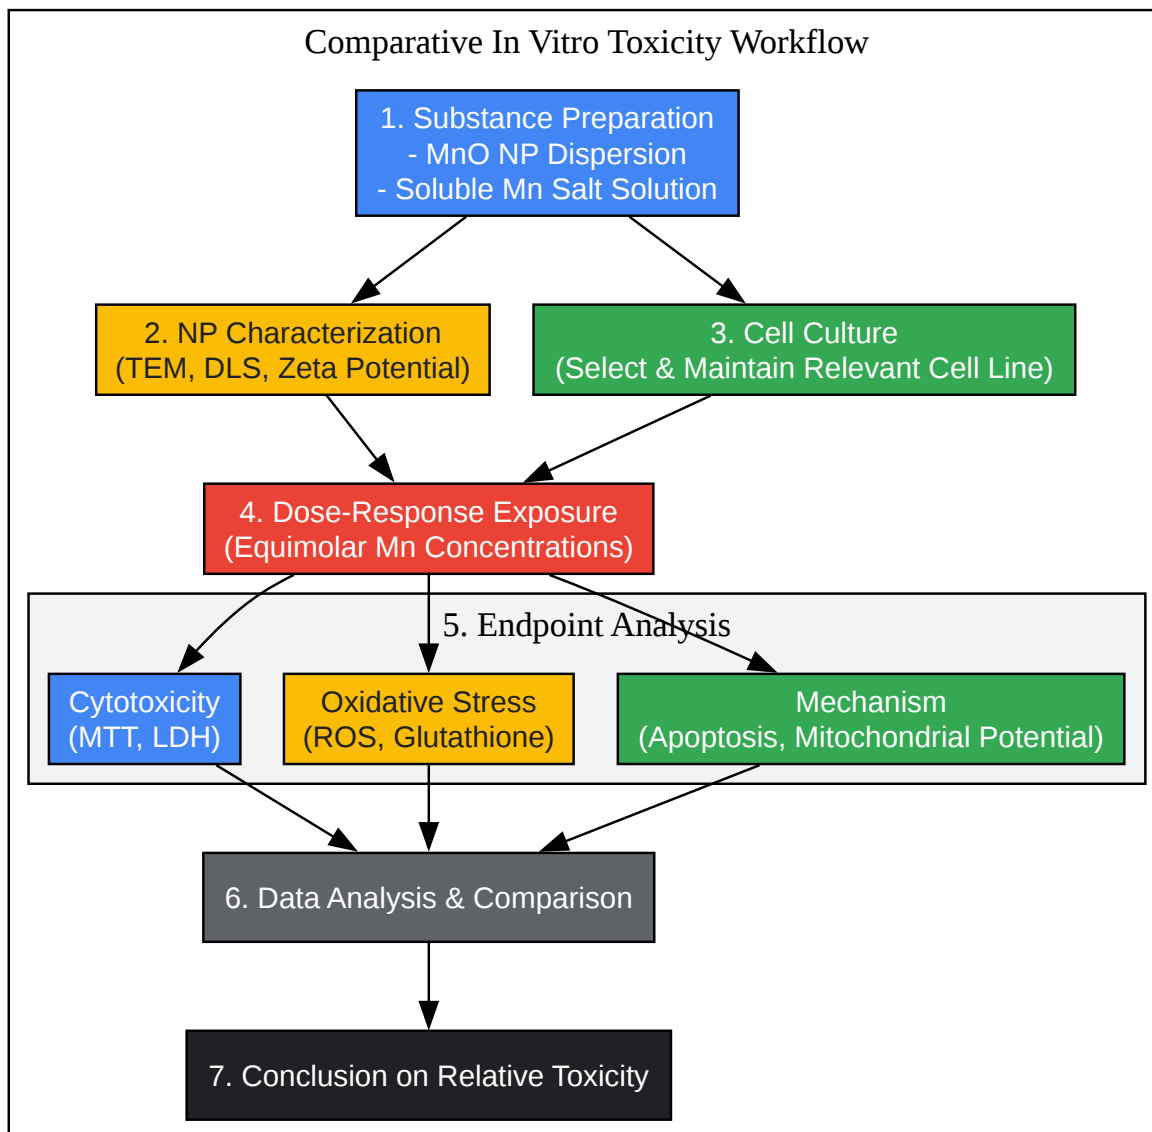 Comparative In Vitro Toxicity Workflow
1. Substance Preparation
- MnO NP Dispersion
- Soluble Mn Salt Solution
2. NP Characterization
(TEM, DLS, Zeta Potential)
3. Cell Culture
(Select & Maintain Relevant Cell Line)
4. Dose-Response Exposure
(Equimolar Mn Concentrations)
5. Endpoint Analysis
Cytotoxicity
(MTT, LDH)
Oxidative Stress
(ROS, Glutathione)
Mechanism
(Apoptosis, Mitochondrial Potential)
6. Data Analysis & Comparison
7. Conclusion on Relative Toxicity